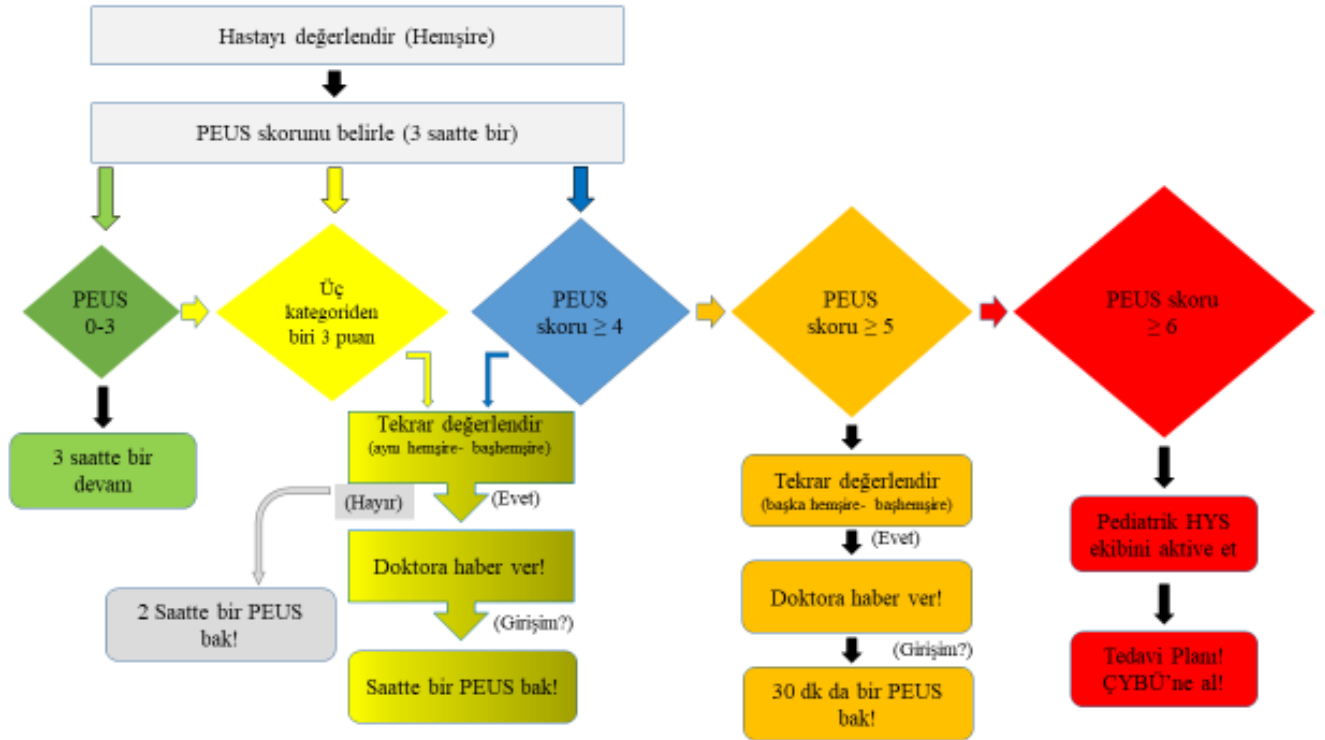 Hastayı değerlendir (Hemşire)
PEUS skorunu belirle (3 saatte bir)
PEUS
0-3
Üç
kategoriden
biri 3 puan
PEUS
skoru ≥ 4
PEUS
skoru ≥ 5
PEUS skoru
≥ 6
3 saatte bir
devam
Tekrar değerlendir
(aynı hemşire- başhemşire)
(Hayır)
(Evet)
2 Saatte bir PEUS
bak!
Doktora haber ver!
(Girişim?)
Saatte bir PEUS bak!
Tekrar değerlendir
(başka hemşire- başhemşire)
(Evet)
Doktora haber ver!
(Girişim?)
30 dk da bir PEUS
bak!
Pediatrik HYS
ekibini aktive et
Tedavi Planı!
ÇYBÜ’ne al!